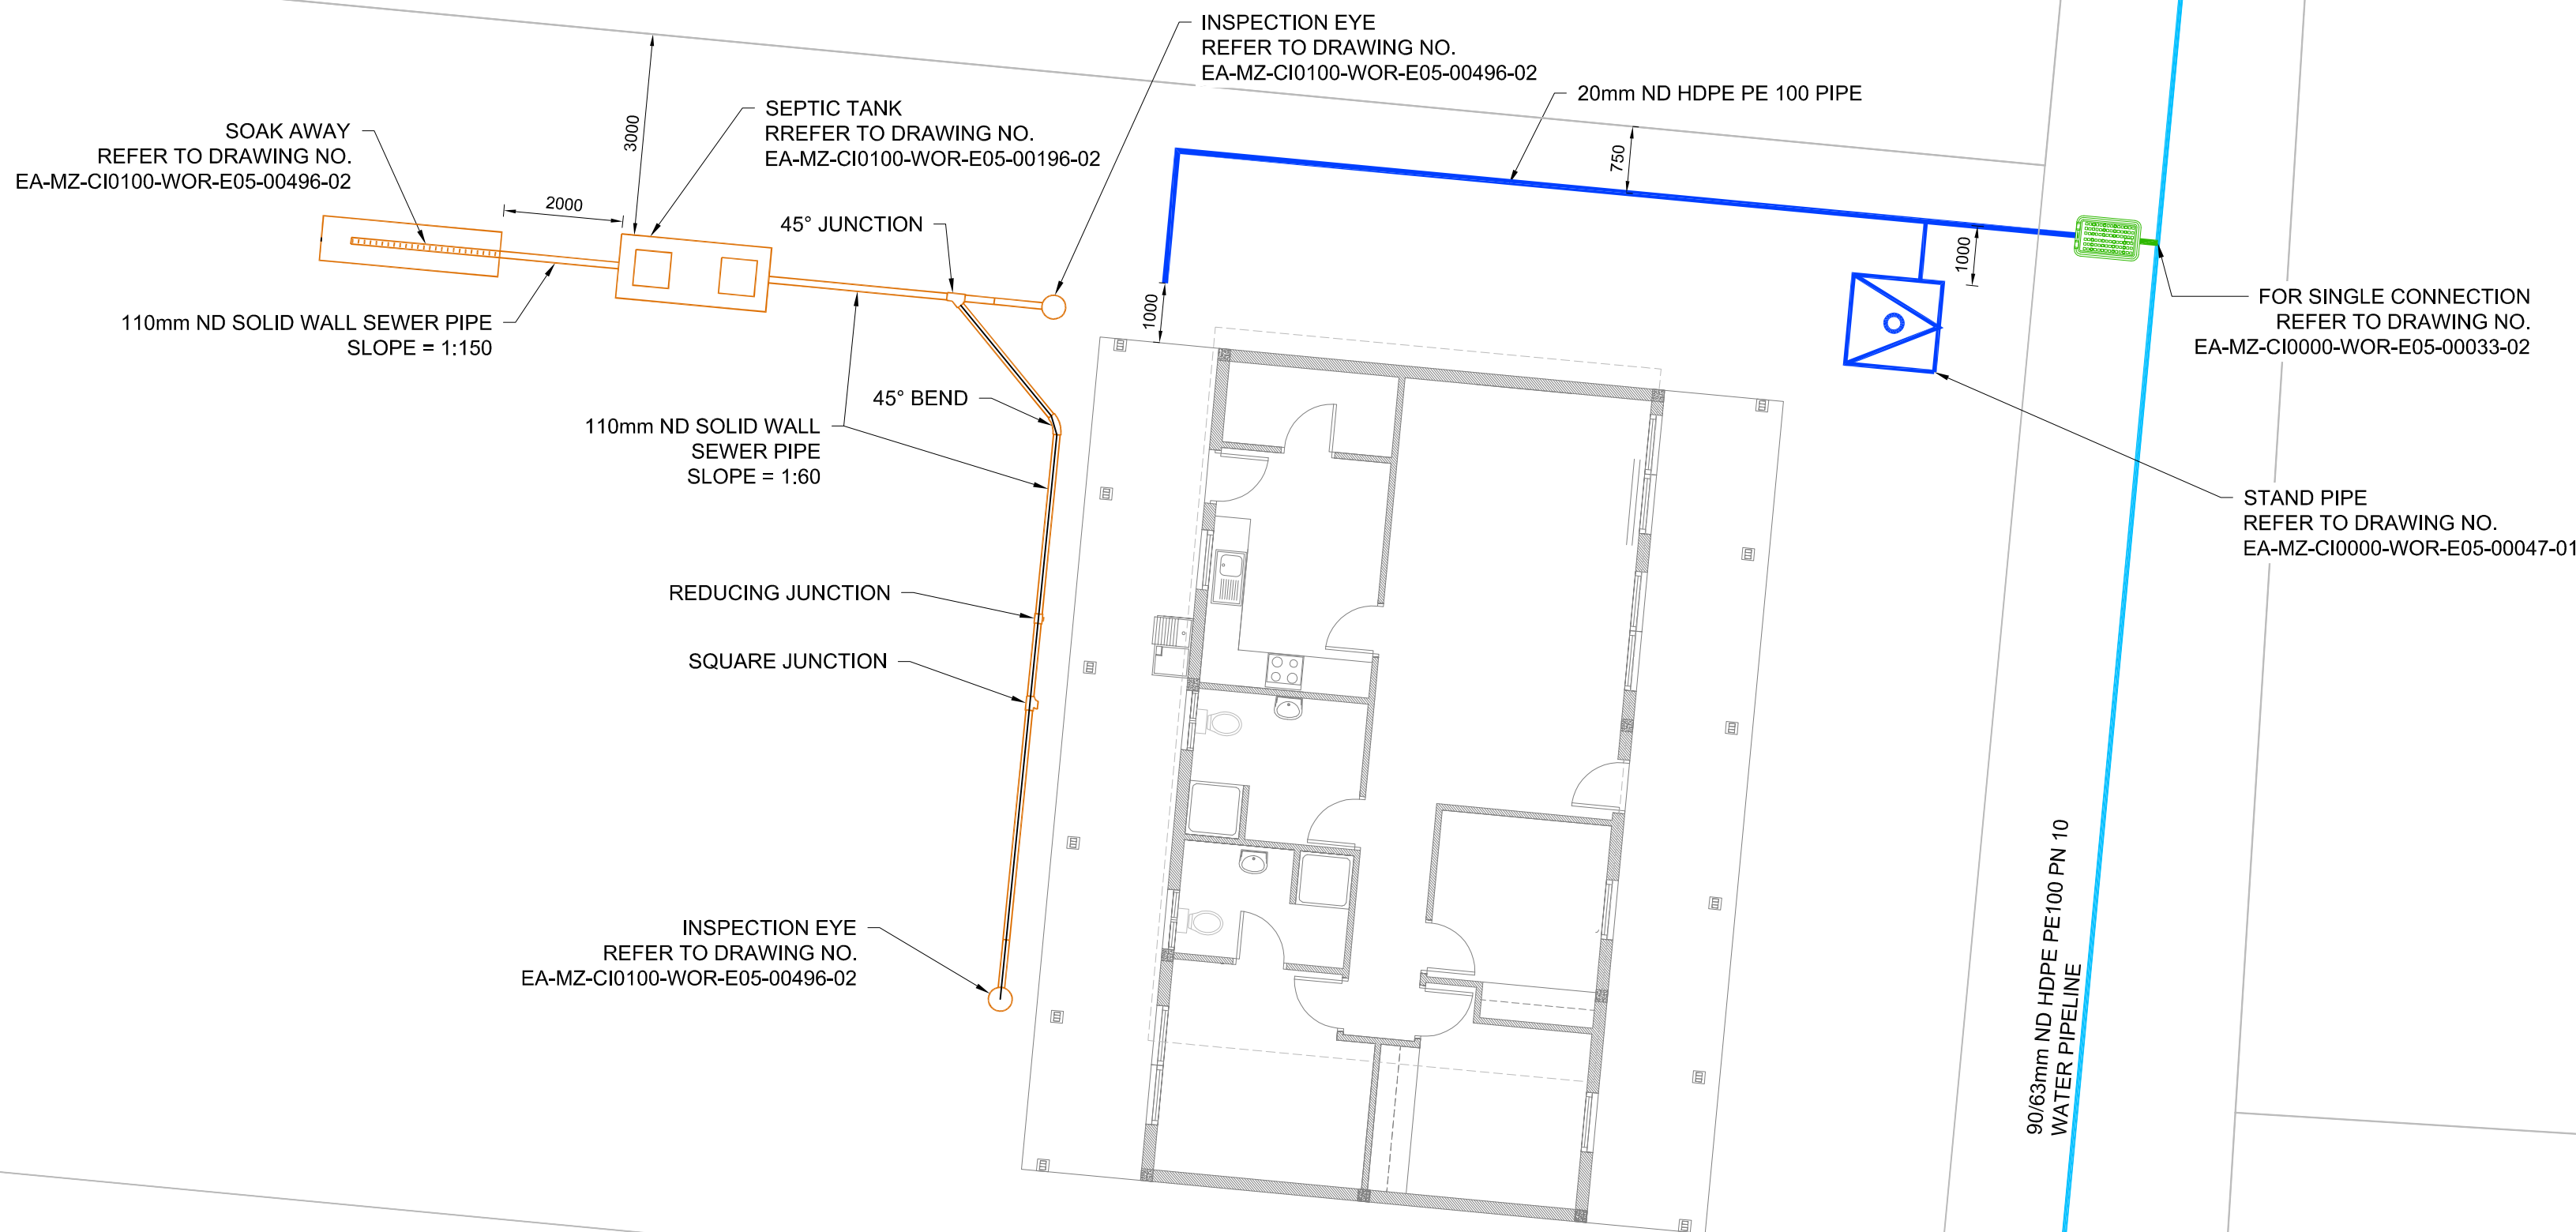 INSPECTION EYE
REFER TO DRAWING NO.
EA-MZ-CI0100-WOR-E05-00496-02
20mm ND HDPE PE 100 PIPE
SEPTIC TANK
RREFER TO DRAWING NO.
EA-MZ-CI0100-WOR-E05-00196-02
SOAK AWAY
REFER TO DRAWING NO.
EA-MZ-CI0100-WOR-E05-00496-02
3000
750
2000
45° JUNCTION
1000
1000
110mm ND SOLID WALL SEWER PIPE
SLOPE = 1:150
FOR SINGLE CONNECTION
REFER TO DRAWING NO.
EA-MZ-CI0000-WOR-E05-00033-02
45° BEND
110mm ND SOLID WALL
SEWER PIPE
SLOPE = 1:60
STAND PIPE
REFER TO DRAWING NO.
EA-MZ-CI0000-WOR-E05-00047-01
REDUCING JUNCTION
SQUARE JUNCTION
INSPECTION EYE
REFER TO DRAWING NO.
EA-MZ-CI0100-WOR-E05-00496-02
90/63mm ND HDPE PE100 PN 10
WATER PIPELINE